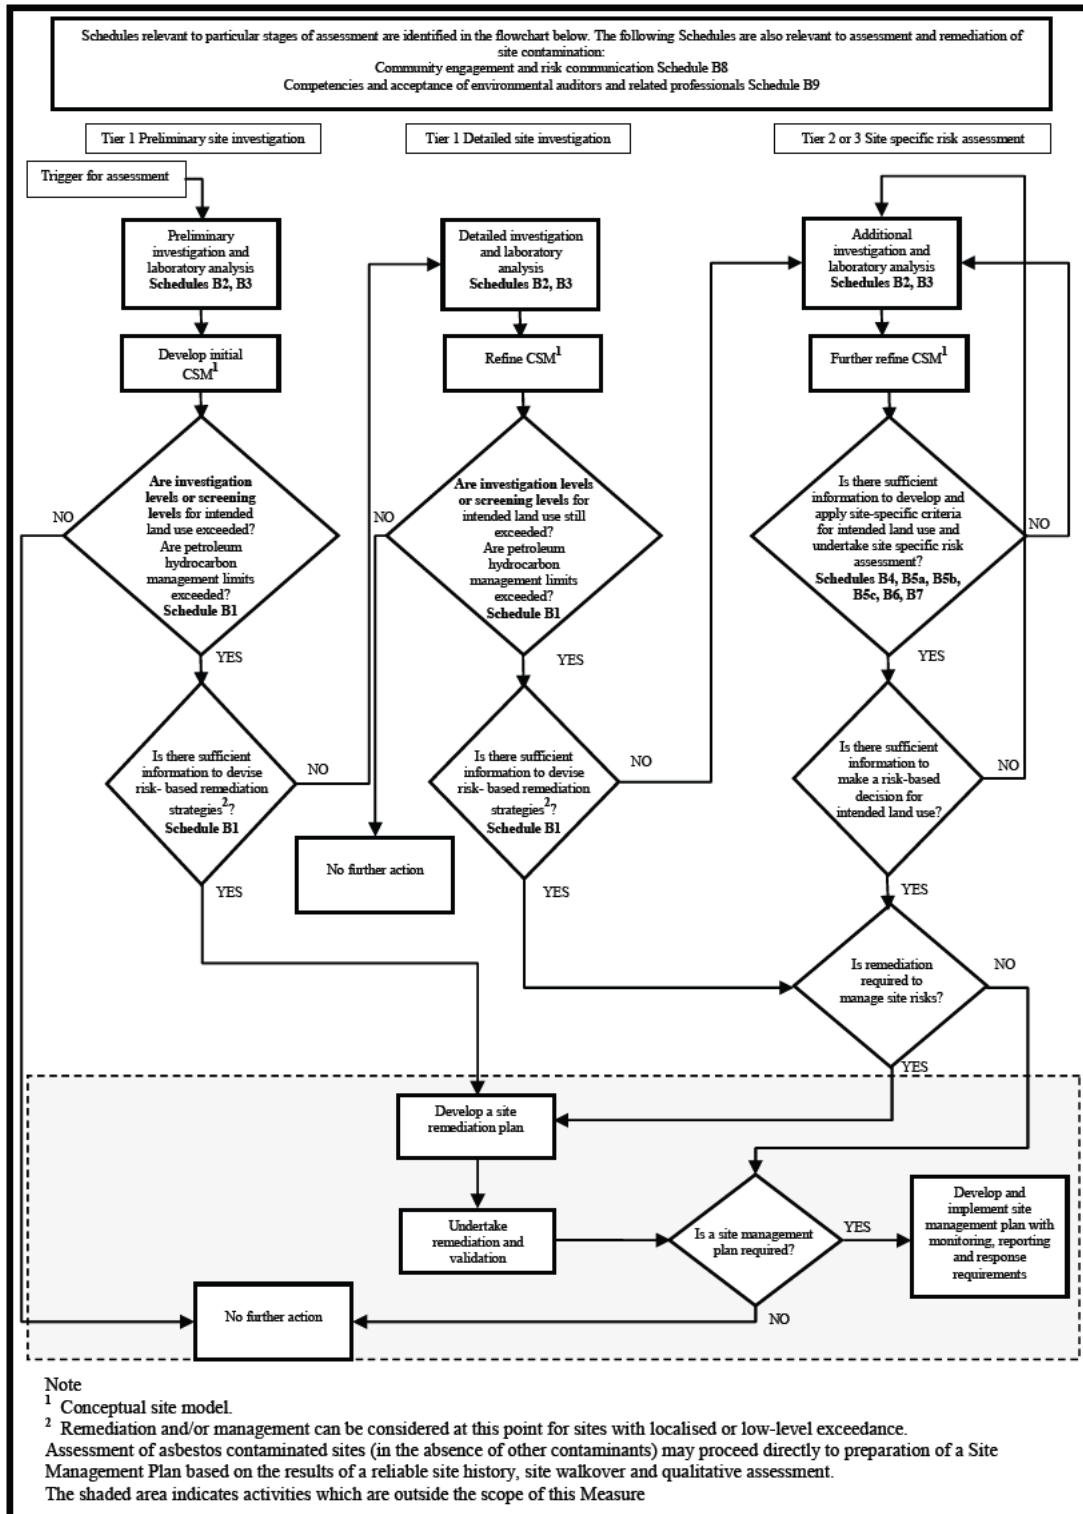 Schedules relevant to particular stages of assessment are identified in the flowchart below. The following Schedules are also relevant to assessment and remediation of
site contamination:
Community engagement and risk communication Schedule B8
Competencies and acceptance of environmental auditors and related professionals Schedule B9
Tier 1 Preliminary site investigation
Tier 1 Detailed site investigation
Tier 2 or 3 Site specific risk assessment
Trigger for assessment
Preliminary
investigation and
laboratory analysis
Schedules B2, B3
Detailed investigation
and laboratory
analysis
Schedules B2, B3
Additional
investigation and
laboratory analysis
Schedules B2, B3
Develop initial
CSM1
Refine CSM1
Further refine CSM1
Are investigation
levels or screening
levels for intended
land use exceeded?
Are petroleum
hydrocarbon
management limits
exceeded?
Schedule B1
NO
YES
Are investigation levels
or screening levels for
intended land use still
exceeded?
Are petroleum
hydrocarbon
management limits
exceeded?
Schedule B1
NO
YES
Is there sufficient
information to develop and
apply site-specific criteria
for intended land use and
undertake site specific risk
assessment?
Schedules B4, B5a, B5b,
B5c, B6, B7
NO
YES
Is there sufficient
information to devise
risk- based remediation
strategies2?
Schedule B1
NO
YES
No further action
Is there sufficient
information to devise
risk- based remediation
strategies2?
Schedule B1
NO
YES
Is there sufficient
information to
make a risk-based
decision for
intended land use?
NO
YES
Is remediation
required to
manage site risks?
NO
YES
Develop a site
remediation plan
Undertake
remediation and
validation
Is a site management
plan required?
YES
NO
Develop and
implement site
management plan with
monitoring, reporting
and response
requirements
No further action
Note
1 Conceptual site model.
2 Remediation and/or management can be considered at this point for sites with localised or low-level exceedance.
Assessment of asbestos contaminated sites (in the absence of other contaminants) may proceed directly to preparation of a Site
Management Plan based on the results of a reliable site history, site walkover and qualitative assessment.
The shaded area indicates activities which are outside the scope of this Measure